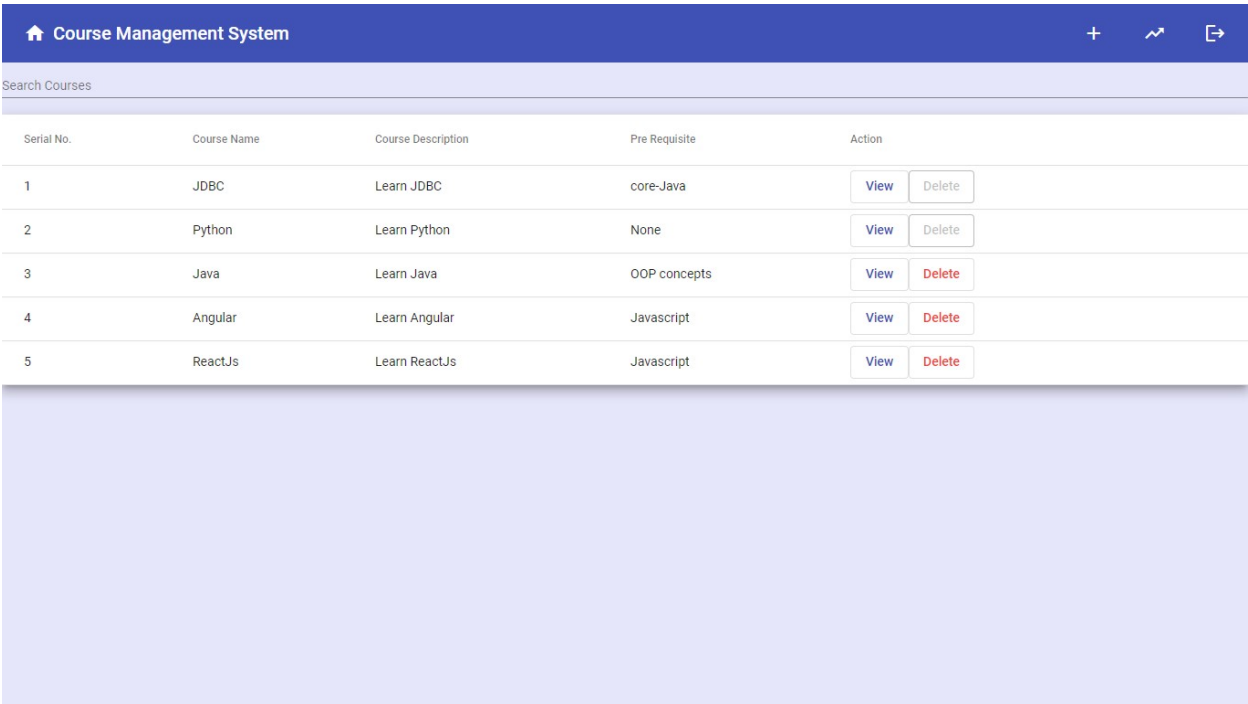 Course Management System
Search Courses
Serial No. Course Name Course Description Pre Requisite Action
1 JDBC Learn JDBC core-Java View Delete
2 Python Learn Python None View Delete
3 Java Learn Java OOP concepts View Delete
4 Angular Learn Angular Javascript View Delete
5 ReactJs Learn ReactJs Javascript View Delete